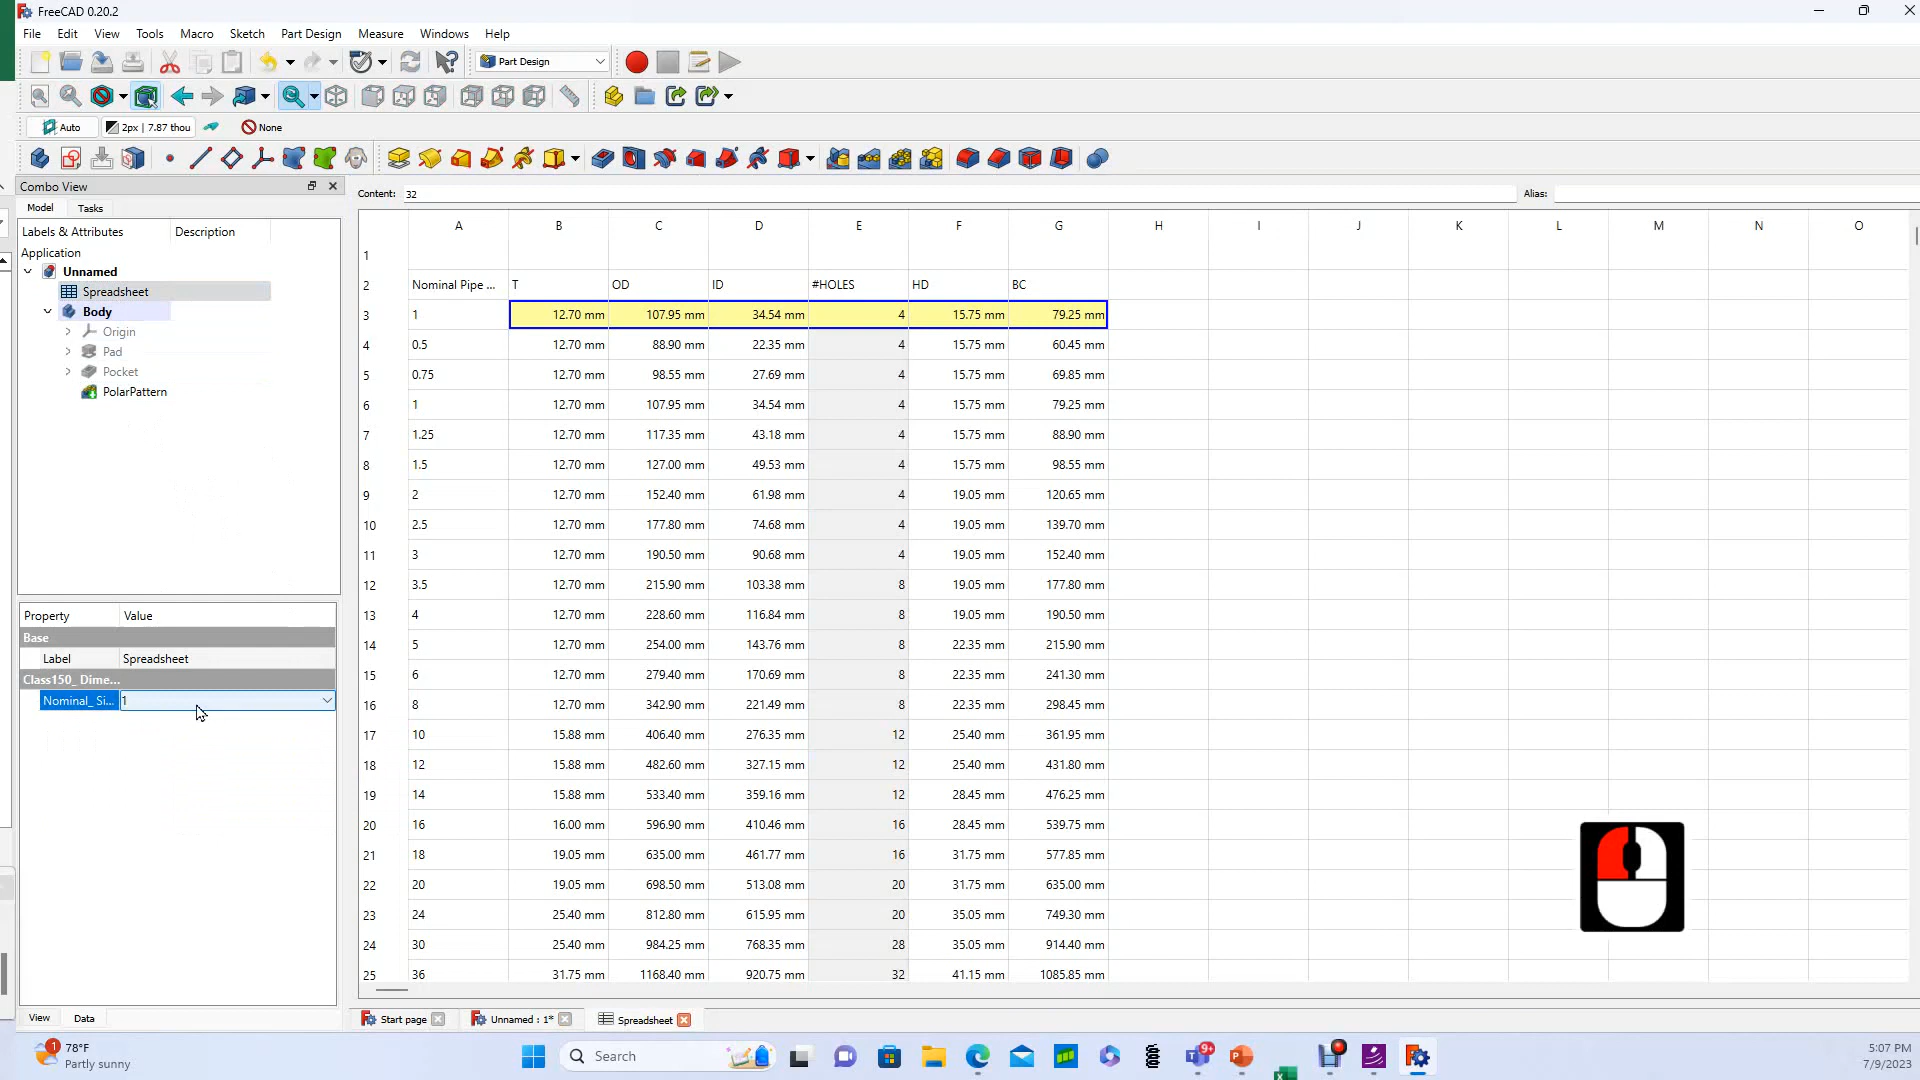 FreeCAD 0.20.2
File Edit View Tools Macro Sketch Part Design Measure Windows Help
Part Design
Auto 2px | 7.87 thou None
Combo View
Content: 32 Alias:
Model Tasks
Labels & Attributes Description
Application
Unnamed
Spreadsheet
Body
Origin
Pad
Pocket
PolarPattern
A B C D E F G H I J K L M N O
1
2 Nominal Pipe ... T OD ID #HOLES HD BC
3 1 12.70 mm 107.95 mm 34.54 mm 4 15.75 mm 79.25 mm
4 0.5 12.70 mm 88.90 mm 22.35 mm 4 15.75 mm 60.45 mm
5 0.75 12.70 mm 98.55 mm 27.69 mm 4 15.75 mm 69.85 mm
6 1 12.70 mm 107.95 mm 34.54 mm 4 15.75 mm 79.25 mm
7 1.25 12.70 mm 117.35 mm 43.18 mm 4 15.75 mm 88.90 mm
8 1.5 12.70 mm 127.00 mm 49.53 mm 4 15.75 mm 98.55 mm
9 2 12.70 mm 152.40 mm 61.98 mm 4 19.05 mm 120.65 mm
10 2.5 12.70 mm 177.80 mm 74.68 mm 4 19.05 mm 139.70 mm
11 3 12.70 mm 190.50 mm 90.68 mm 4 19.05 mm 152.40 mm
12 3.5 12.70 mm 215.90 mm 103.38 mm 8 19.05 mm 177.80 mm
13 4 12.70 mm 228.60 mm 116.84 mm 8 19.05 mm 190.50 mm
14 5 12.70 mm 254.00 mm 143.76 mm 8 22.35 mm 215.90 mm
15 6 12.70 mm 279.40 mm 170.69 mm 8 22.35 mm 241.30 mm
16 8 12.70 mm 342.90 mm 221.49 mm 8 22.35 mm 298.45 mm
17 10 15.88 mm 406.40 mm 276.35 mm 12 25.40 mm 361.95 mm
18 12 15.88 mm 482.60 mm 327.15 mm 12 25.40 mm 431.80 mm
19 14 15.88 mm 533.40 mm 359.16 mm 12 28.45 mm 476.25 mm
20 16 16.00 mm 596.90 mm 410.46 mm 16 28.45 mm 539.75 mm
21 18 19.05 mm 635.00 mm 461.77 mm 16 31.75 mm 577.85 mm
22 20 19.05 mm 698.50 mm 513.08 mm 20 31.75 mm 635.00 mm
23 24 25.40 mm 812.80 mm 615.95 mm 20 35.05 mm 749.30 mm
24 30 25.40 mm 984.25 mm 768.35 mm 28 35.05 mm 914.40 mm
25 36 31.75 mm 1168.40 mm 920.75 mm 32 41.15 mm 1085.85 mm
Property Value
Base
Label Spreadsheet
Class150_ Dime...
Nominal_ Si... 1
View Data
Start page Unnamed : 1* Spreadsheet
1 78°F
Partly sunny
Search
9+
5:07 PM
7/9/2023